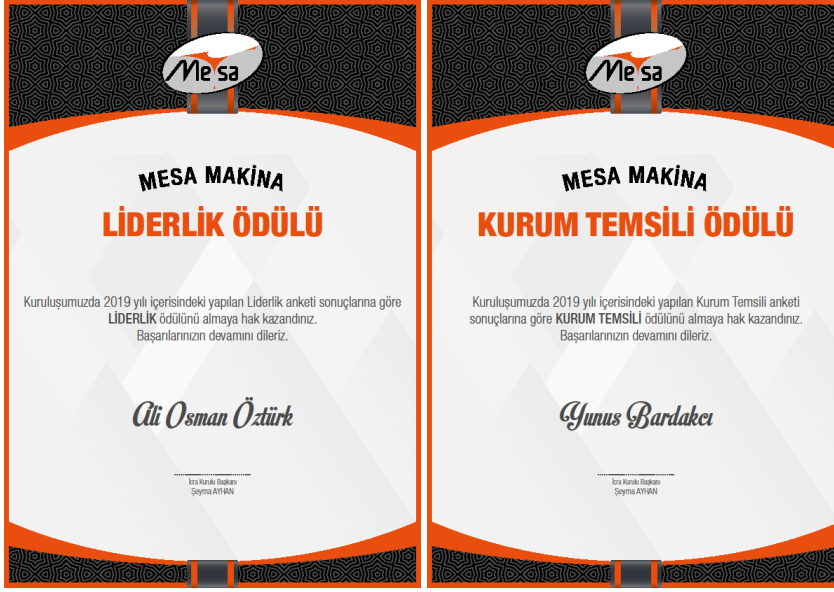 Mesa
MESA MAKİNA
LİDERLİK ÖDÜLÜ
Kuruluşumuzda 2019 yılı içerisindeki yapılan Liderlik anketi sonuçlarına göre
LİDERLİK ödülünü almaya hak kazandınız.
Başarılarınızın devamını dileriz.
Ali Osman Öztürk
İcra Kurulu Başkanı
Şeyma AYHAN
Mesa
MESA MAKİNA
KURUM TEMSİLİ ÖDÜLÜ
Kuruluşumuzda 2019 yılı içerisindeki yapılan Kurum Temsili anketi
sonuçlarına göre KURUM TEMSİLİ ödülünü almaya hak kazandınız.
Başarılarınızın devamını dileriz.
Yunus Bardakcı
İcra Kurulu Başkanı
Şeyma AYHAN